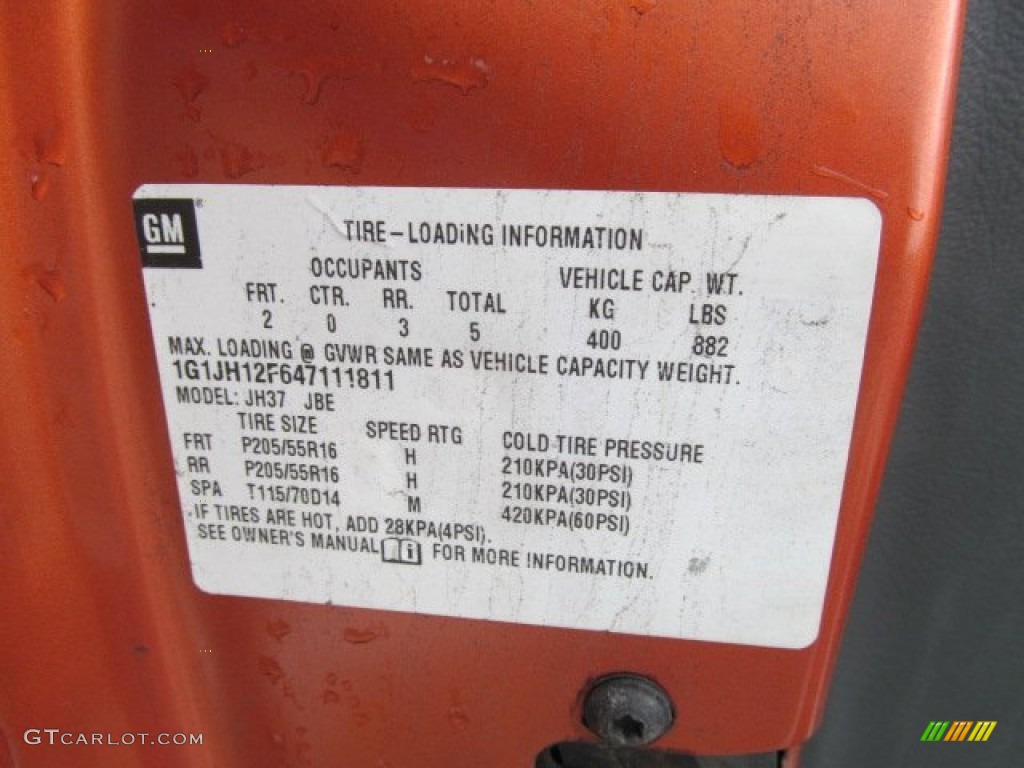 GM
TIRE-LOADING INFORMATION
OCCUPANTS VEHICLE CAP. WT.
FRT. CTR. RR. TOTAL KG LBS
2 0 3 5 400 882
MAX. LOADING @ GVWR SAME AS VEHICLE CAPACITY WEIGHT.
1G1JH12F647111811
MODEL: JH37 JBE
TIRE SIZE SPEED RTG COLD TIRE PRESSURE
FRT P205/55R16 H 210KPA(30PSI)
RR P205/55R16 H 210KPA(30PSI)
SPA T115/70D14 M 420KPA(60PSI)
IF TIRES ARE HOT, ADD 28KPA(4PSI).
SEE OWNER'S MANUAL i FOR MORE INFORMATION.
GTCARLOT.COM